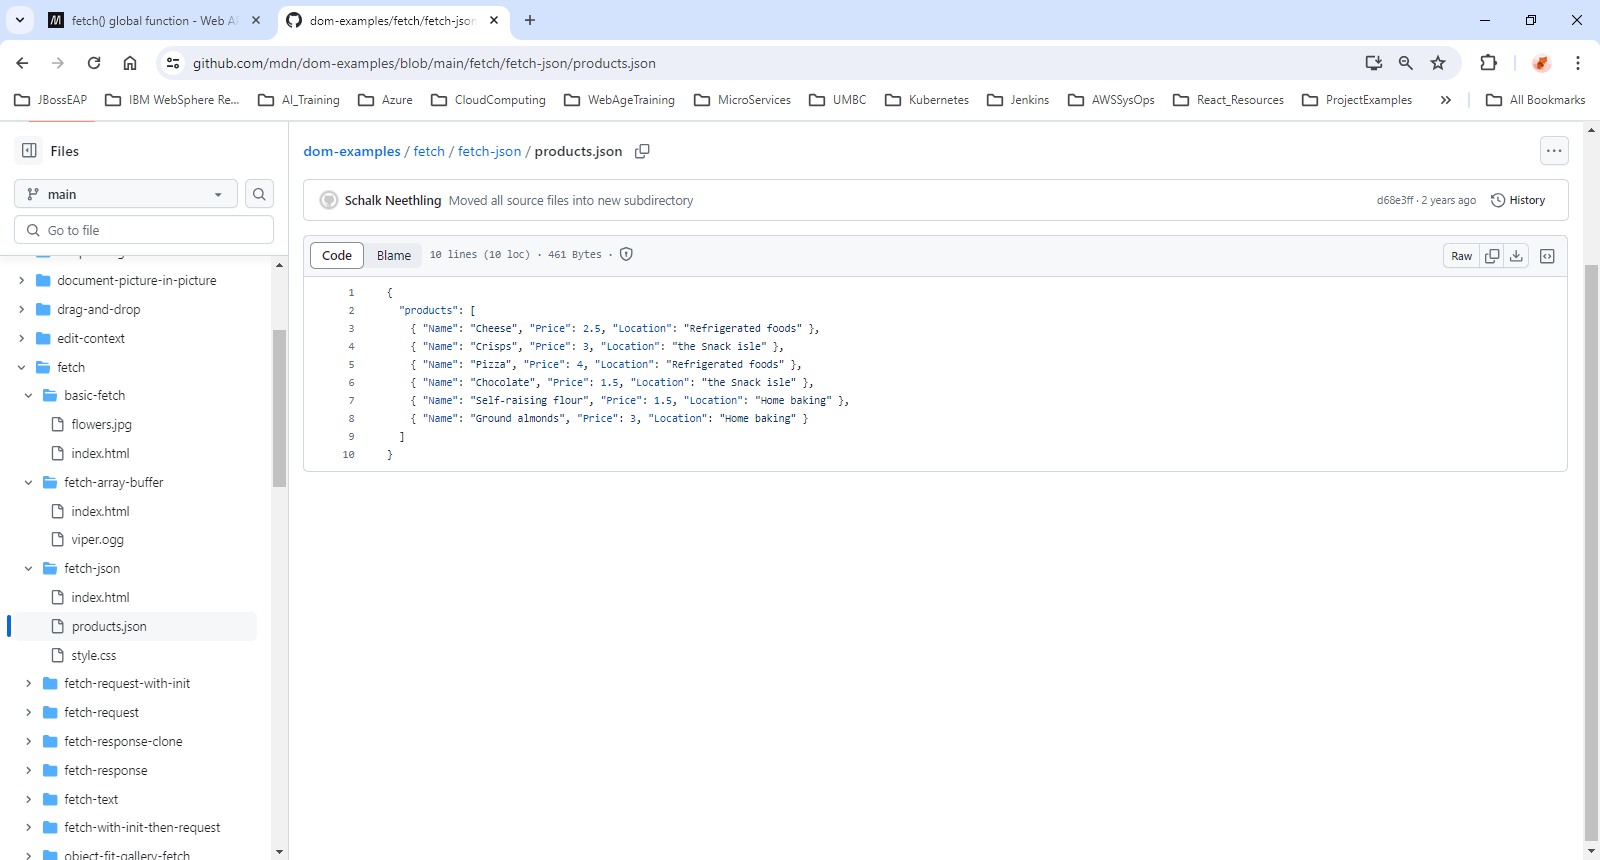 fetch() global function - Web A
dom-examples/fetch/fetch-json
github.com/mdn/dom-examples/blob/main/fetch/fetch-json/products.json
JBossEAP
IBM WebSphere Re...
AI_Training
Azure
CloudComputing
WebAgeTraining
MicroServices
UMBC
Kubernetes
Jenkins
AWSSysOps
React_Resources
ProjectExamples
All Bookmarks
Files
main
Go to file
document-picture-in-picture
drag-and-drop
edit-context
fetch
basic-fetch
flowers.jpg
index.html
fetch-array-buffer
index.html
viper.ogg
fetch-json
index.html
products.json
style.css
fetch-request-with-init
fetch-request
fetch-response-clone
fetch-response
fetch-text
fetch-with-init-then-request
object-fit-gallery-fetch
dom-examples / fetch / fetch-json / products.json
Schalk Neethling Moved all source files into new subdirectory
d68e3ff · 2 years ago
History
Code
Blame
10 lines (10 loc) · 461 Bytes ·
Raw
1 {
2 "products": [
3 { "Name": "Cheese", "Price": 2.5, "Location": "Refrigerated foods" },
4 { "Name": "Crisps", "Price": 3, "Location": "the Snack isle" },
5 { "Name": "Pizza", "Price": 4, "Location": "Refrigerated foods" },
6 { "Name": "Chocolate", "Price": 1.5, "Location": "the Snack isle" },
7 { "Name": "Self-raising flour", "Price": 1.5, "Location": "Home baking" },
8 { "Name": "Ground almonds", "Price": 3, "Location": "Home baking" }
9 ]
10 }